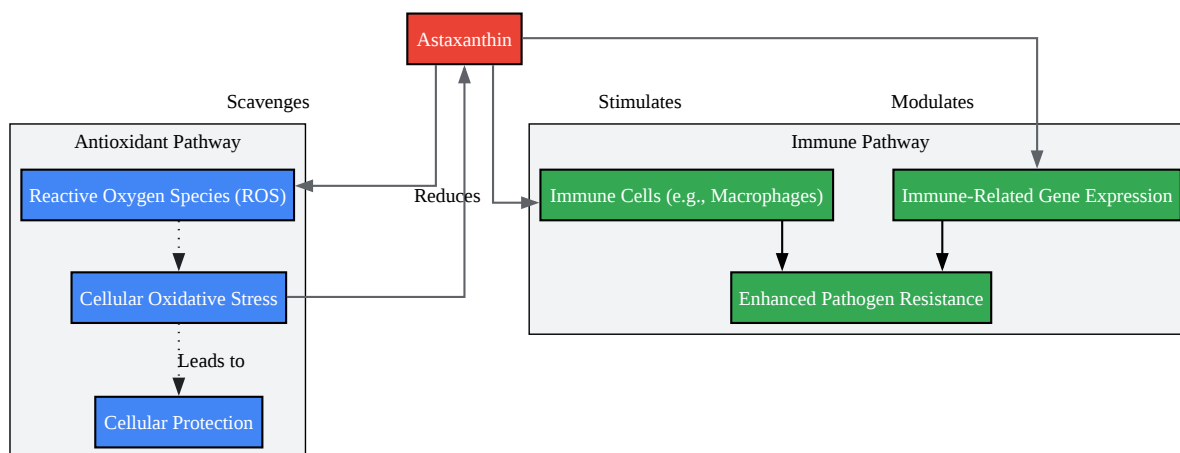 Astaxanthin
Scavenges
Stimulates
Modulates
Antioxidant Pathway
Immune Pathway
Reactive Oxygen Species (ROS)
Reduces
Immune Cells (e.g., Macrophages)
Immune-Related Gene Expression
Cellular Oxidative Stress
Enhanced Pathogen Resistance
Leads to
Cellular Protection